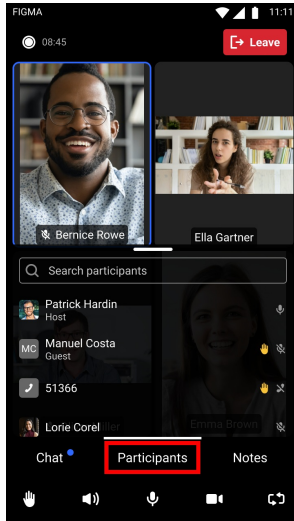 FIGMA
11:11
08:45
Leave
Bernice Rowe
Ella Gartner
Search participants
Patrick Hardin
Host
MC
Manuel Costa
Guest
51366
Lorie Corel
Emma Brown
Chat
Participants
Notes